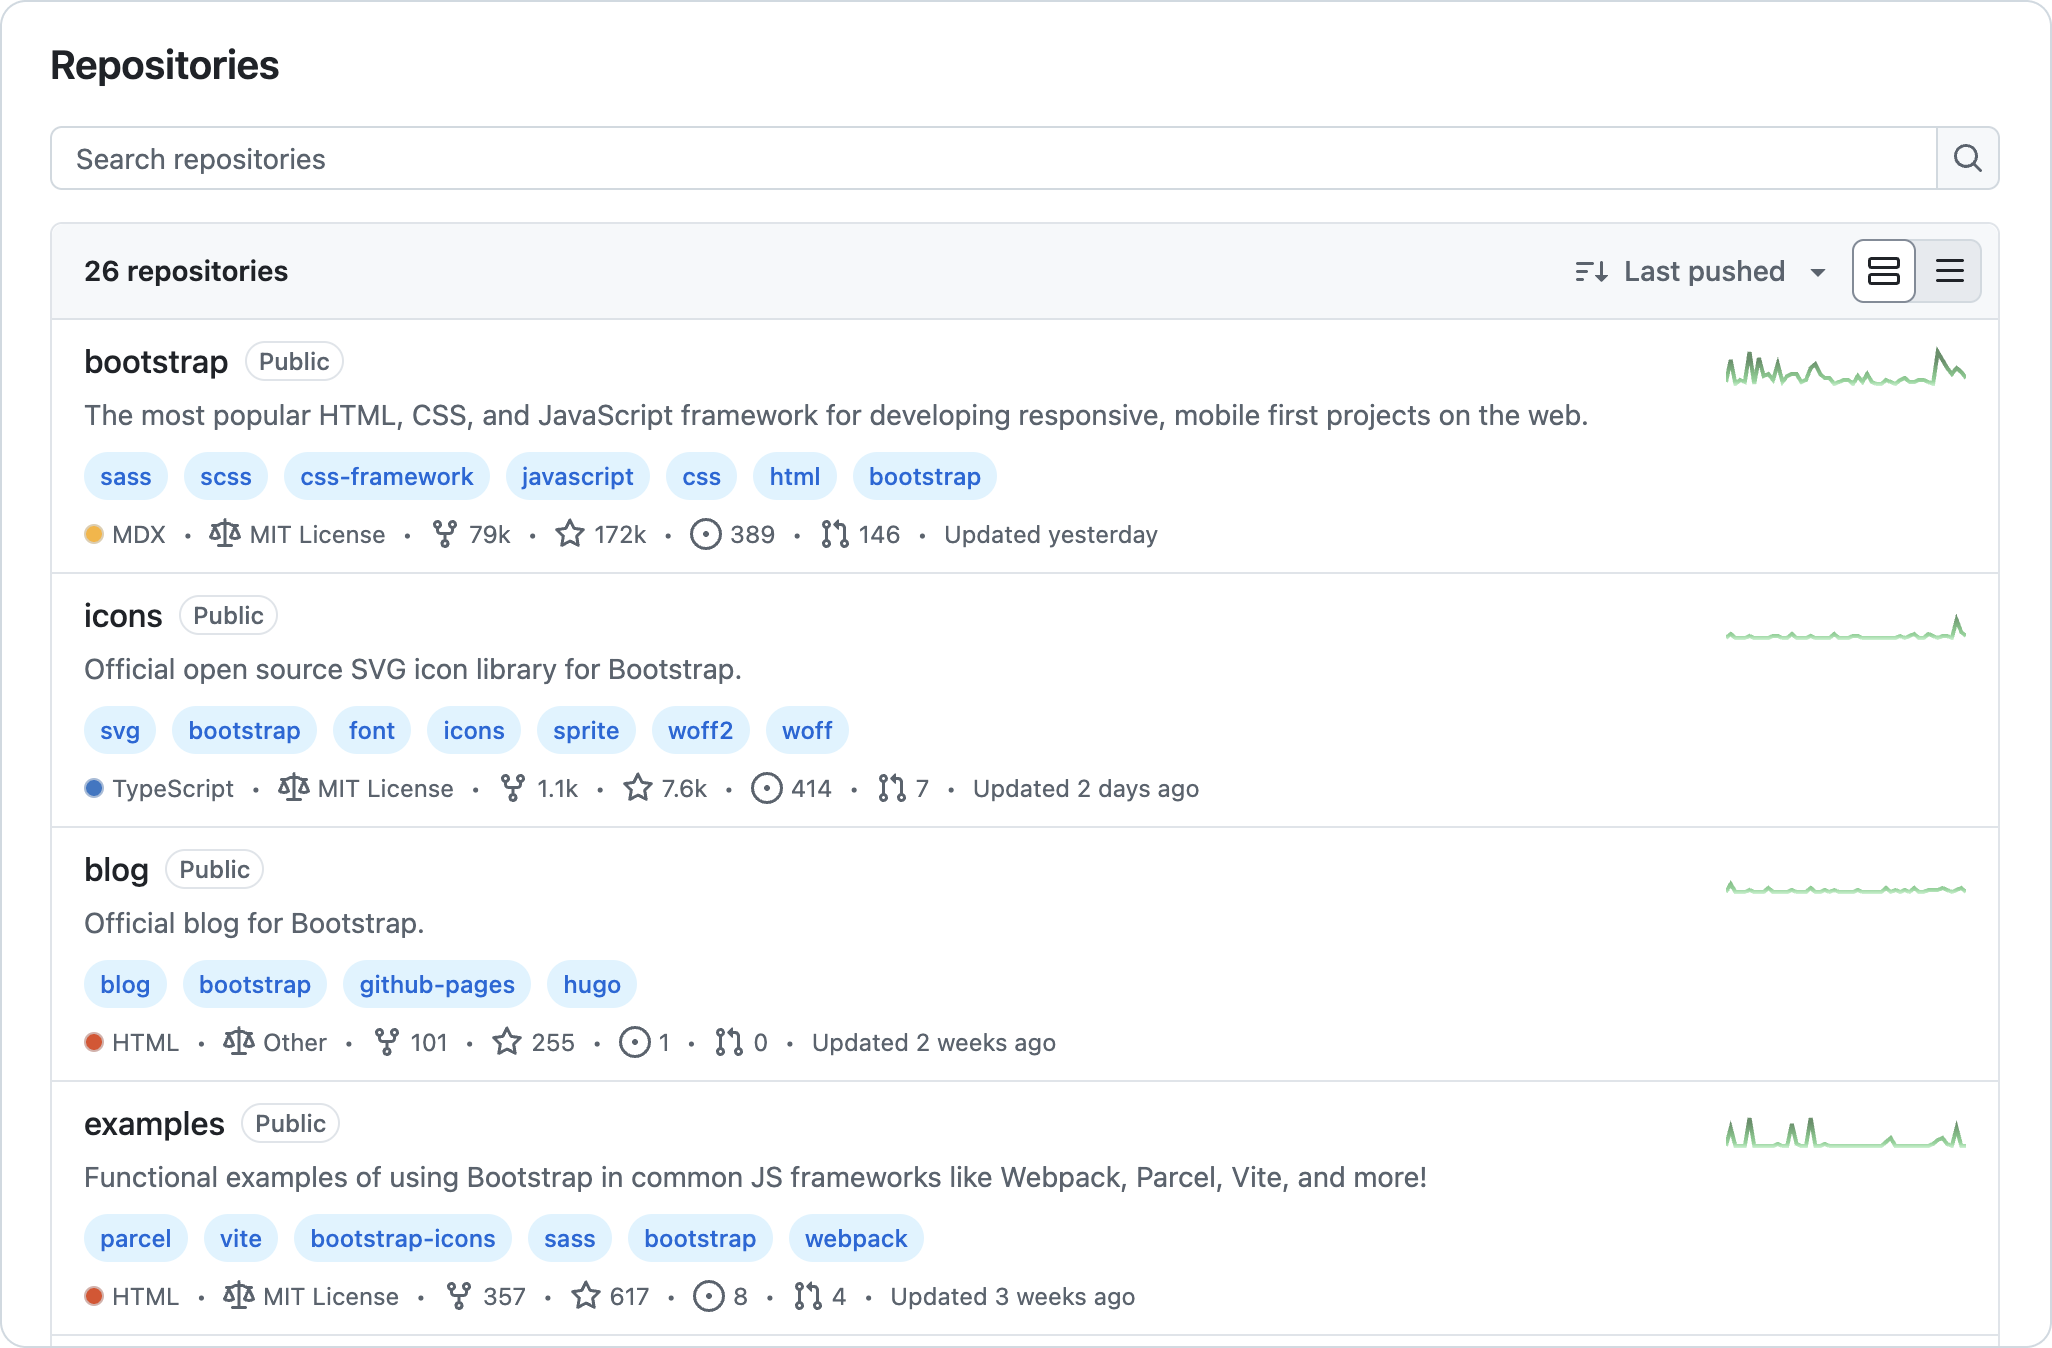 Repositories
Search repositories
26 repositories Last pushed
bootstrap Public
The most popular HTML, CSS, and JavaScript framework for developing responsive, mobile first projects on the web.
sass scss css-framework javascript css html bootstrap
MDX • MIT License • 79k • 172k • 389 • 146 • Updated yesterday
icons Public
Official open source SVG icon library for Bootstrap.
svg bootstrap font icons sprite woff2 woff
TypeScript • MIT License • 1.1k • 7.6k • 414 • 7 • Updated 2 days ago
blog Public
Official blog for Bootstrap.
blog bootstrap github-pages hugo
HTML • Other • 101 • 255 • 1 • 0 • Updated 2 weeks ago
examples Public
Functional examples of using Bootstrap in common JS frameworks like Webpack, Parcel, Vite, and more!
parcel vite bootstrap-icons sass bootstrap webpack
HTML • MIT License • 357 • 617 • 8 • 4 • Updated 3 weeks ago